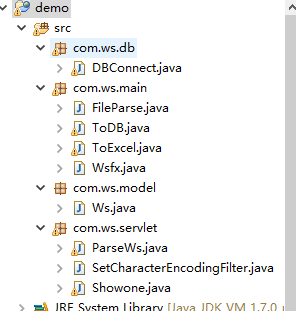 demo
src
com.ws.db
DBConnect.java
com.ws.main
FileParse.java
ToDB.java
ToExcel.java
Wsfx.java
com.ws.model
Ws.java
com.ws.servlet
ParseWs.java
SetCharacterEncodingFilter.java
Showone.java
JRE System Library [Java JDK VM 1.7.0